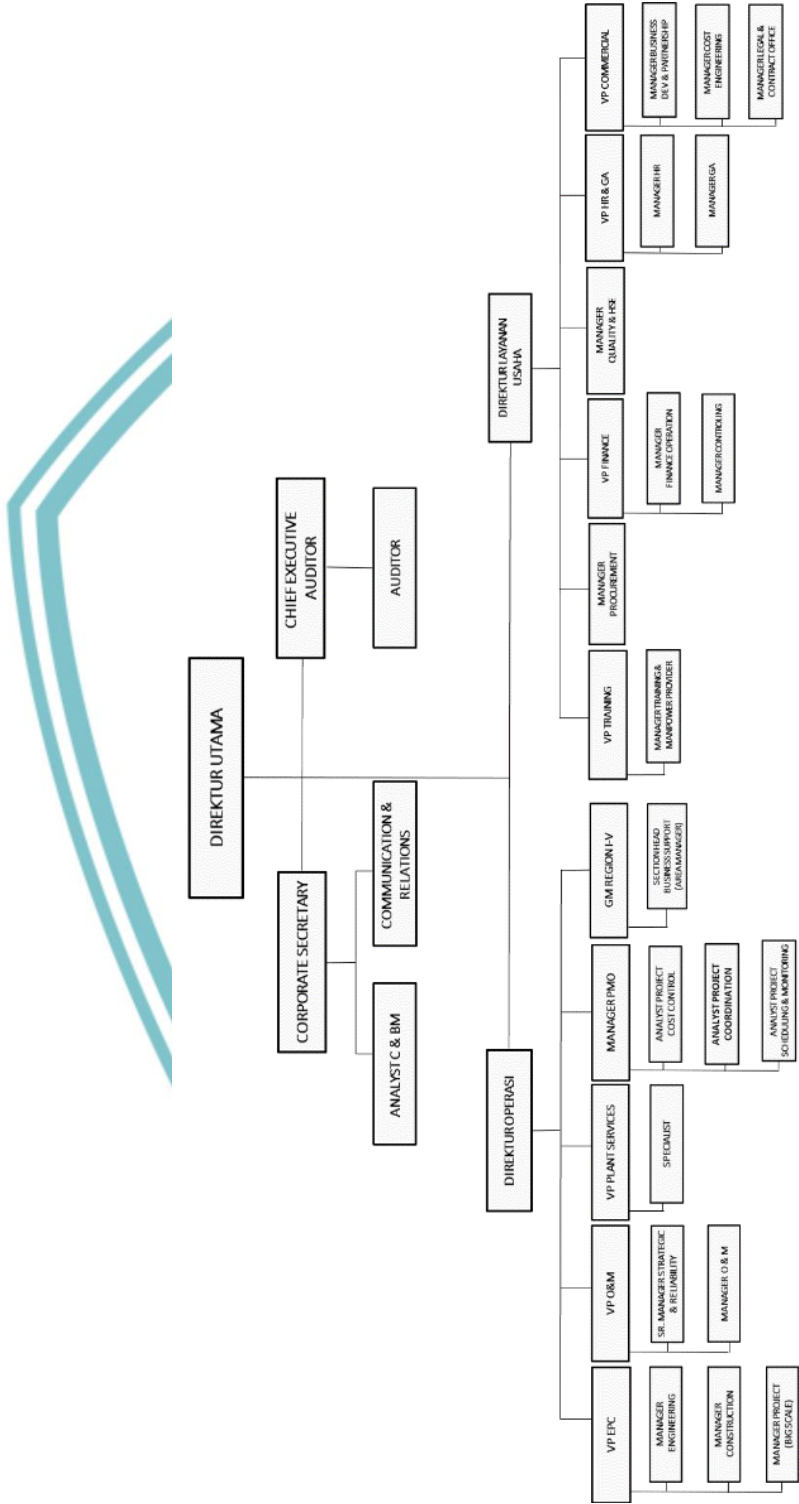 DIREKTUR UTAMA
CORPORATE SECRETARY
CHIEF EXECUTIVE
AUDITOR
ANALYST C & BM
COMMUNICATION &
RELATIONS
AUDITOR
DIREKTUR OPERASI
DIREKTUR LAYANAN
USAHA
VP EPC
MANAGER
ENGINEERING
MANAGER
CONSTRUCTION
MANAGER PROJECT
(BIG SCALE)
VP O&M
SR. MANAGER STRATEGIC
& RELIABILITY
MANAGER O & M
VP PLANT SERVICES
SPECIALIST
MANAGER PMO
ANALYST PROJECT
COST CONTROL
ANALYST PROJECT
COORDINATION
ANALYST PROJECT
SCHEDULING & MONITORING
GM REGION I-V
SECTION HEAD
BUSINESS SUPPORT
(AREA MANAGER)
VP TRAINING
MANAGER TRAINING &
MANPOWER PROVIDER
MANAGER
PROCUREMENT
VP FINANCE
MANAGER
FINANCE OPERATION
MANAGER CONTROLING
MANAGER
QUALITY & HSE
VP HR & GA
MANAGER HR
MANAGER GA
VP COMMERCIAL
MANAGER BUSINESS
DEV & PARTNERSHIP
MANAGER COST
ENGINEERING
MANAGER LEGAL &
CONTRACT OFFICE